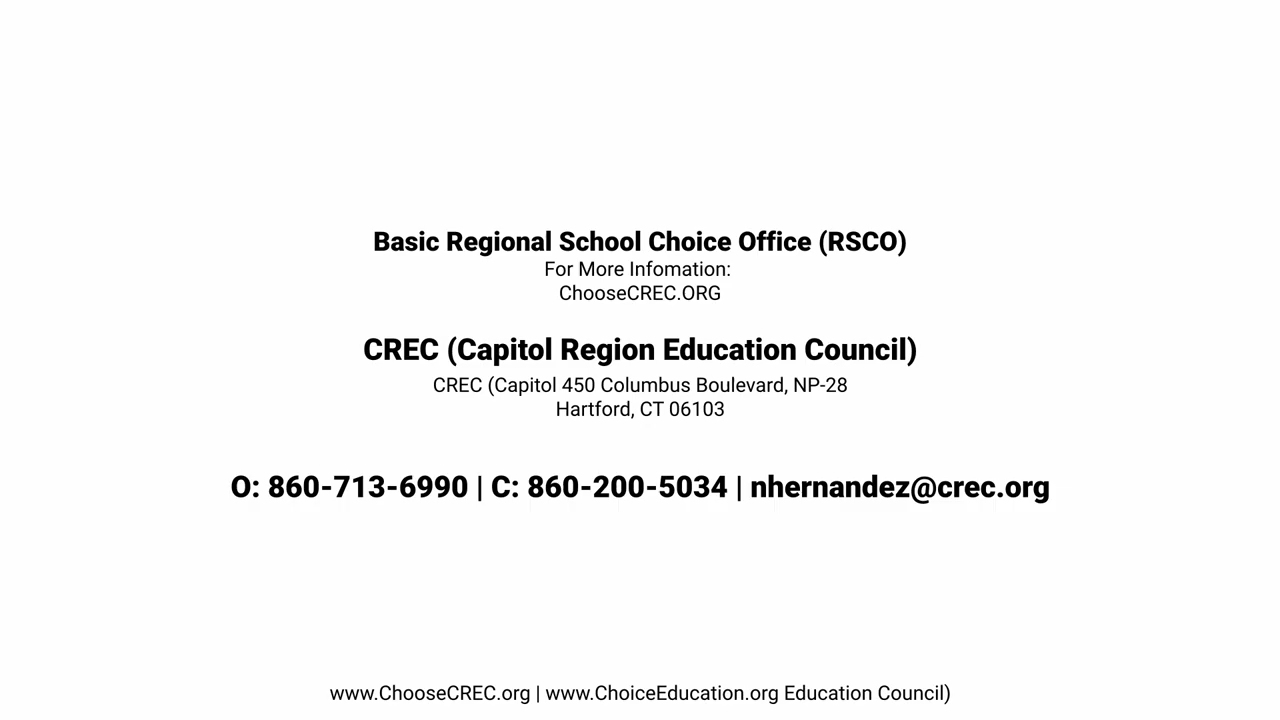 Basic Regional School Choice Office (RSCO)
For More Infomation:
ChooseCREC.ORG
CREC (Capitol Region Education Council)
CREC (Capitol 450 Columbus Boulevard, NP-28
Hartford, CT 06103
O: 860-713-6990 | C: 860-200-5034 | nhernandez@crec.org
www.ChooseCREC.org | www.ChoiceEducation.org Education Council)